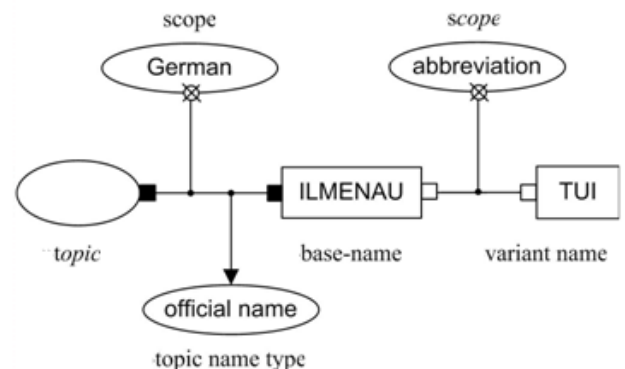 scope
scope
German
abbreviation
ILMENAU
TUI
topic
base-name
variant name
official name
topic name type